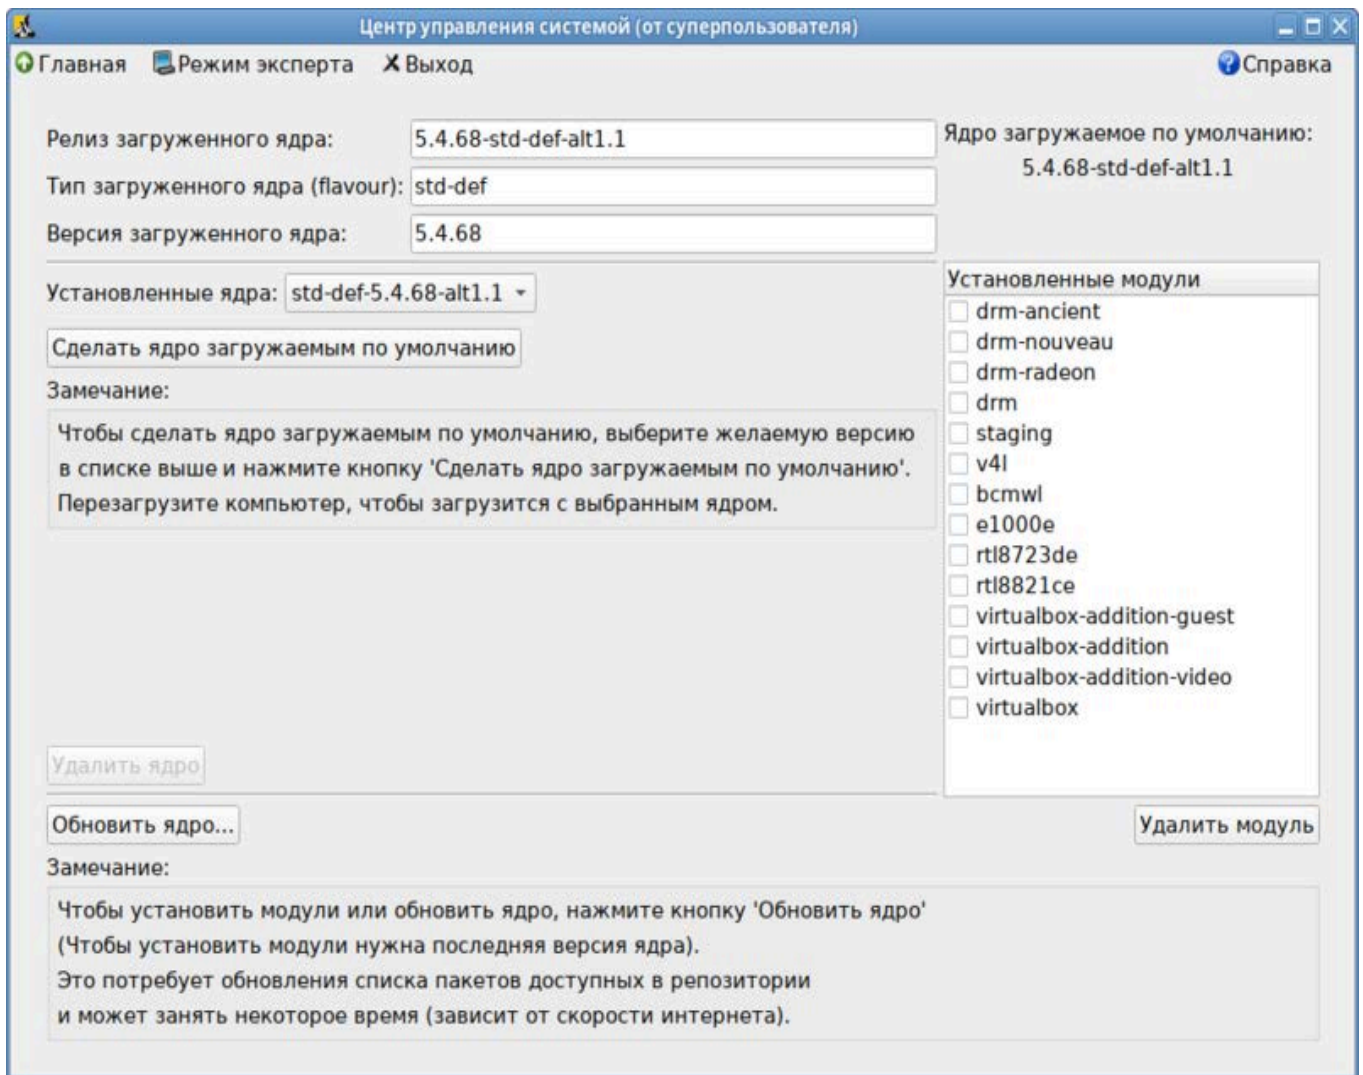 Центр управления системой (от суперпользователя)
Главная Режим эксперта Выход Справка
Релиз загруженного ядра: 5.4.68-std-def-alt1.1
Тип загруженного ядра (flavour): std-def
Версия загруженного ядра: 5.4.68
Ядро загружаемое по умолчанию:
5.4.68-std-def-alt1.1
Установленные ядра: std-def-5.4.68-alt1.1
Сделать ядро загружаемым по умолчанию
Замечание:
Чтобы сделать ядро загружаемым по умолчанию, выберите желаемую версию
в списке выше и нажмите кнопку 'Сделать ядро загружаемым по умолчанию'.
Перезагрузите компьютер, чтобы загрузится с выбранным ядром.
Удалить ядро
Установленные модули
drm-ancient
drm-nouveau
drm-radeon
drm
staging
v4l
bcmwl
e1000e
rtl8723de
rtl8821ce
virtualbox-addition-guest
virtualbox-addition
virtualbox-addition-video
virtualbox
Обновить ядро...
Удалить модуль
Замечание:
Чтобы установить модули или обновить ядро, нажмите кнопку 'Обновить ядро'
(Чтобы установить модули нужна последняя версия ядра).
Это потребует обновления списка пакетов доступных в репозитории
и может занять некоторое время (зависит от скорости интернета).